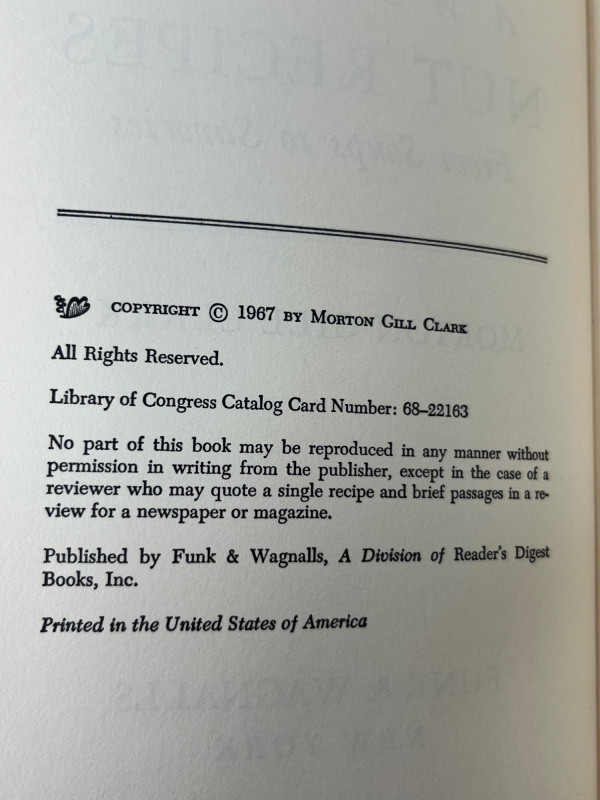 COPYRIGHT © 1967 BY MORTON GILL CLARK
All Rights Reserved.
Library of Congress Catalog Card Number: 68–22163
No part of this book may be reproduced in any manner without
permission in writing from the publisher, except in the case of a
reviewer who may quote a single recipe and brief passages in a re-
view for a newspaper or magazine.
Published by Funk & Wagnalls, A Division of Reader's Digest
Books, Inc.
Printed in the United States of America